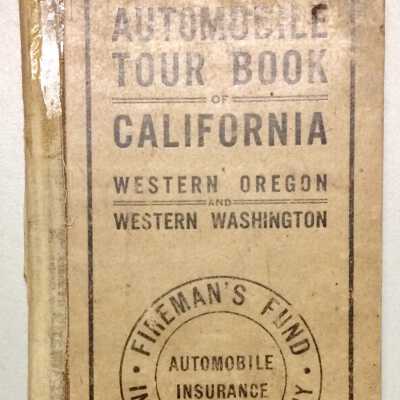 AUTOMOBILE
TOUR BOOK
OF
CALIFORNIA
WESTERN OREGON
AND
WESTERN WASHINGTON
· FIREMAN'S FUND ·
AUTOMOBILE
INSURANCE